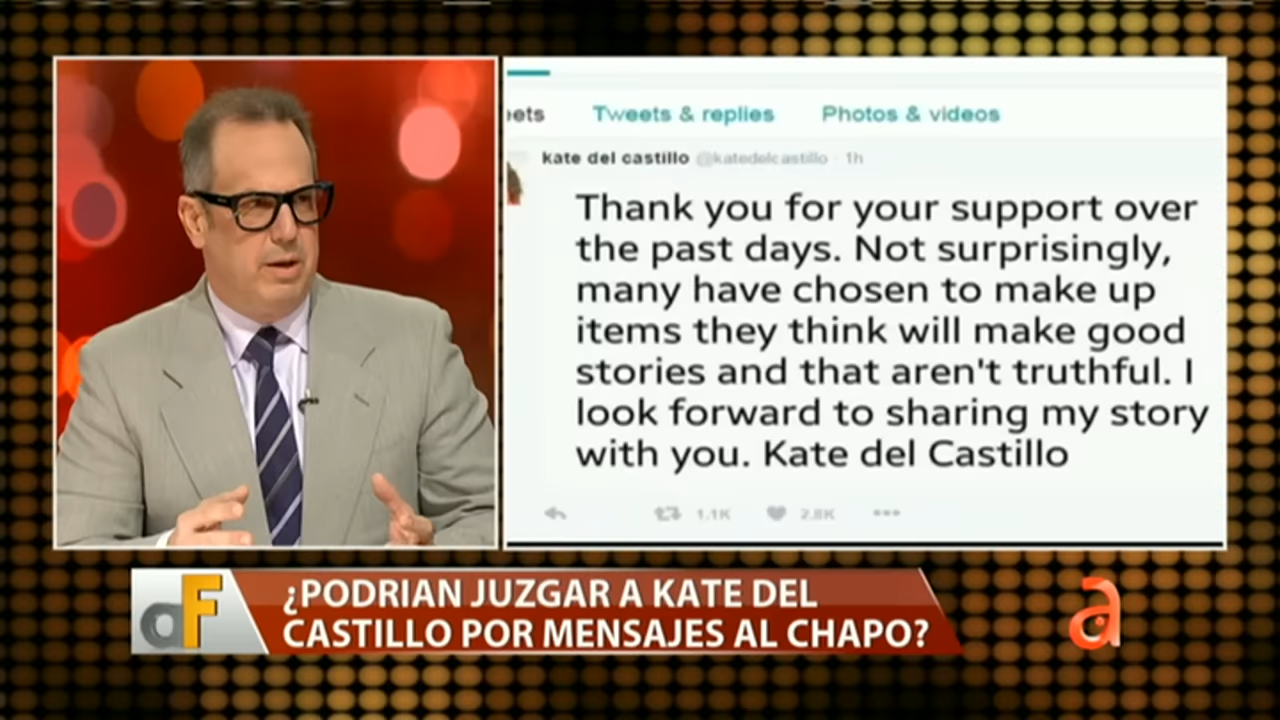 eets Tweets & replies Photos & videos
kate del castillo @katedelcastillo · 1h
Thank you for your support over
the past days. Not surprisingly,
many have chosen to make up
items they think will make good
stories and that aren't truthful. I
look forward to sharing my story
with you. Kate del Castillo
1.1K 2.8K
aF
¿PODRIAN JUZGAR A KATE DEL
CASTILLO POR MENSAJES AL CHAPO?
a